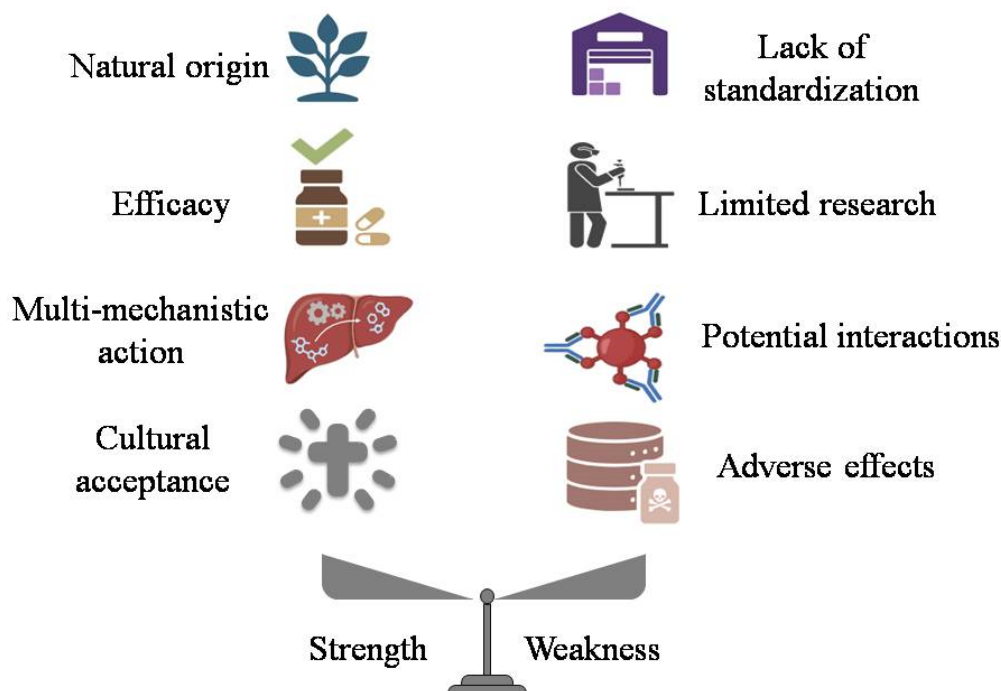 Natural origin
Lack of
standardization
Efficacy
Limited research
Multi-mechanistic
action
Potential interactions
Cultural
acceptance
Adverse effects
Strength
Weakness